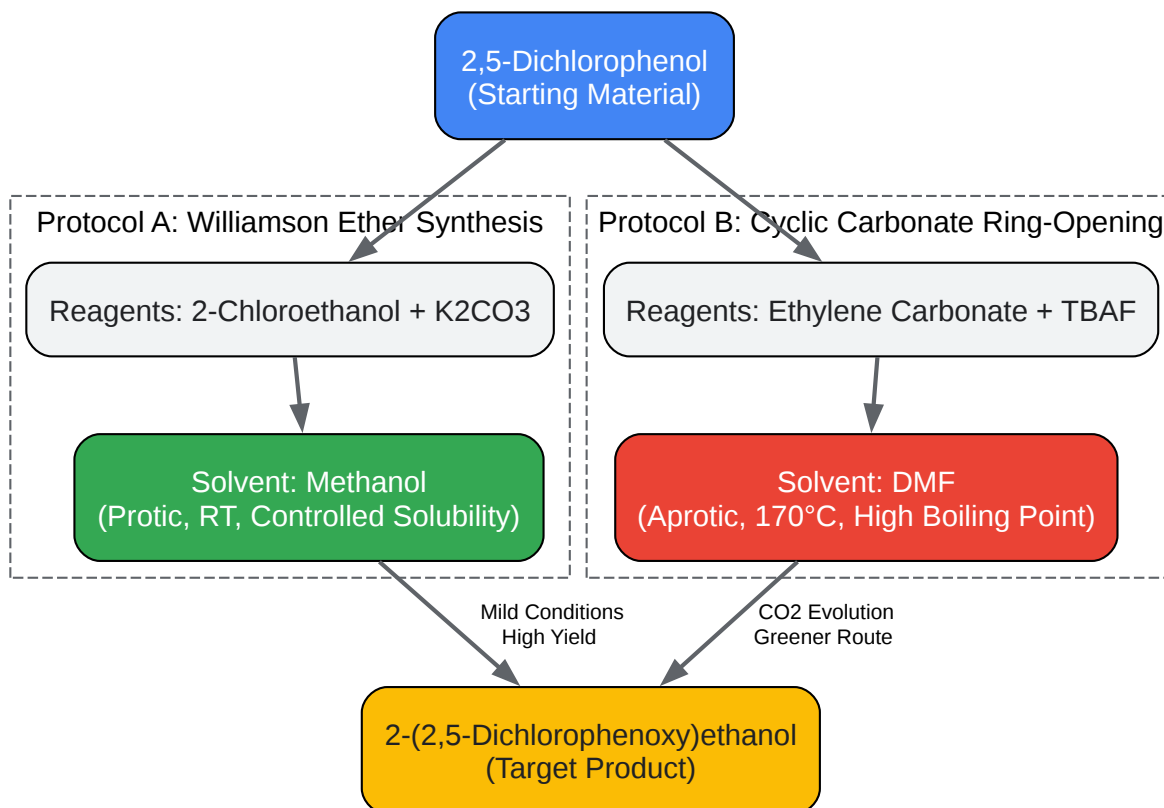 2,5-Dichlorophenol
(Starting Material)
Protocol A: Williamson Ether Synthesis
Protocol B: Cyclic Carbonate Ring-Opening
Reagents: 2-Chloroethanol + K2CO3
Reagents: Ethylene Carbonate + TBAF
Solvent: Methanol
(Protic, RT, Controlled Solubility)
Solvent: DMF
(Aprotic, 170°C, High Boiling Point)
Mild Conditions
High Yield
CO2 Evolution
Greener Route
2-(2,5-Dichlorophenoxy)ethanol
(Target Product)